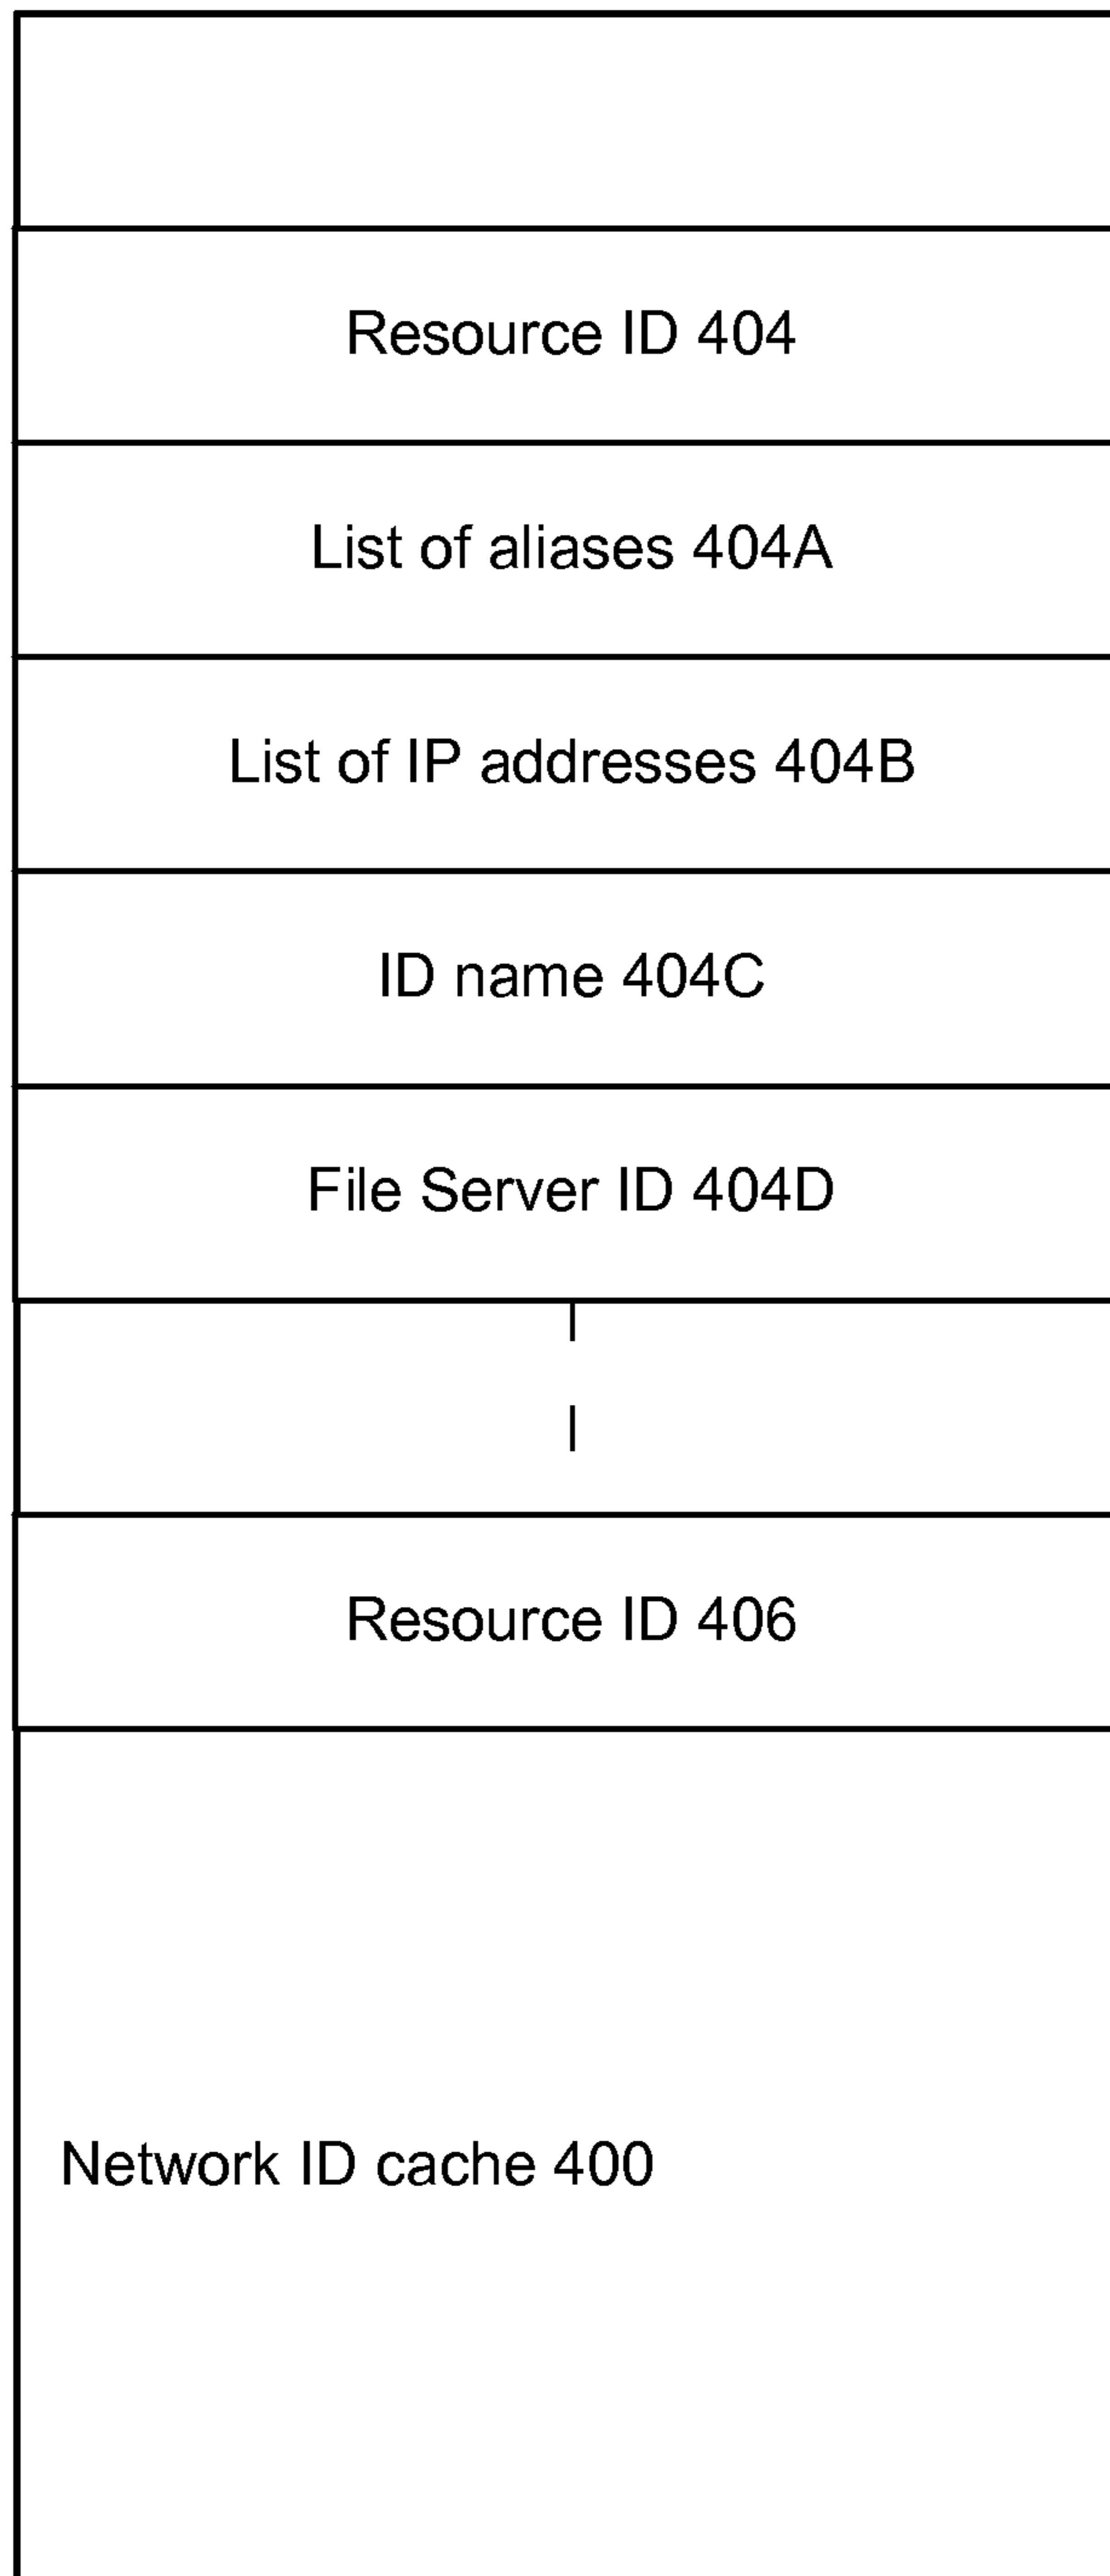 Resource ID 404
List of aliases 404A
List of IP addresses 404B
ID name 404C
File Server ID 404D
Resource ID 406
Network ID cache 400